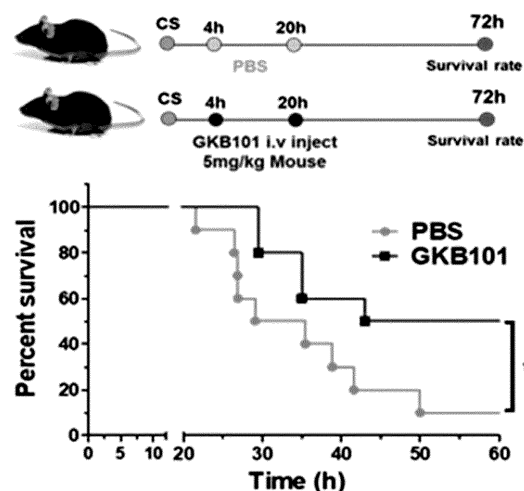 CS 4h 20h 72h
PBS Survival rate
CS 4h 20h 72h
GKB101 i.v inject Survival rate
5mg/kg Mouse
Percent survival
100
80
60
40
20
0
PBS
GKB101
0 5 10 20 30 40 50 60
Time (h)